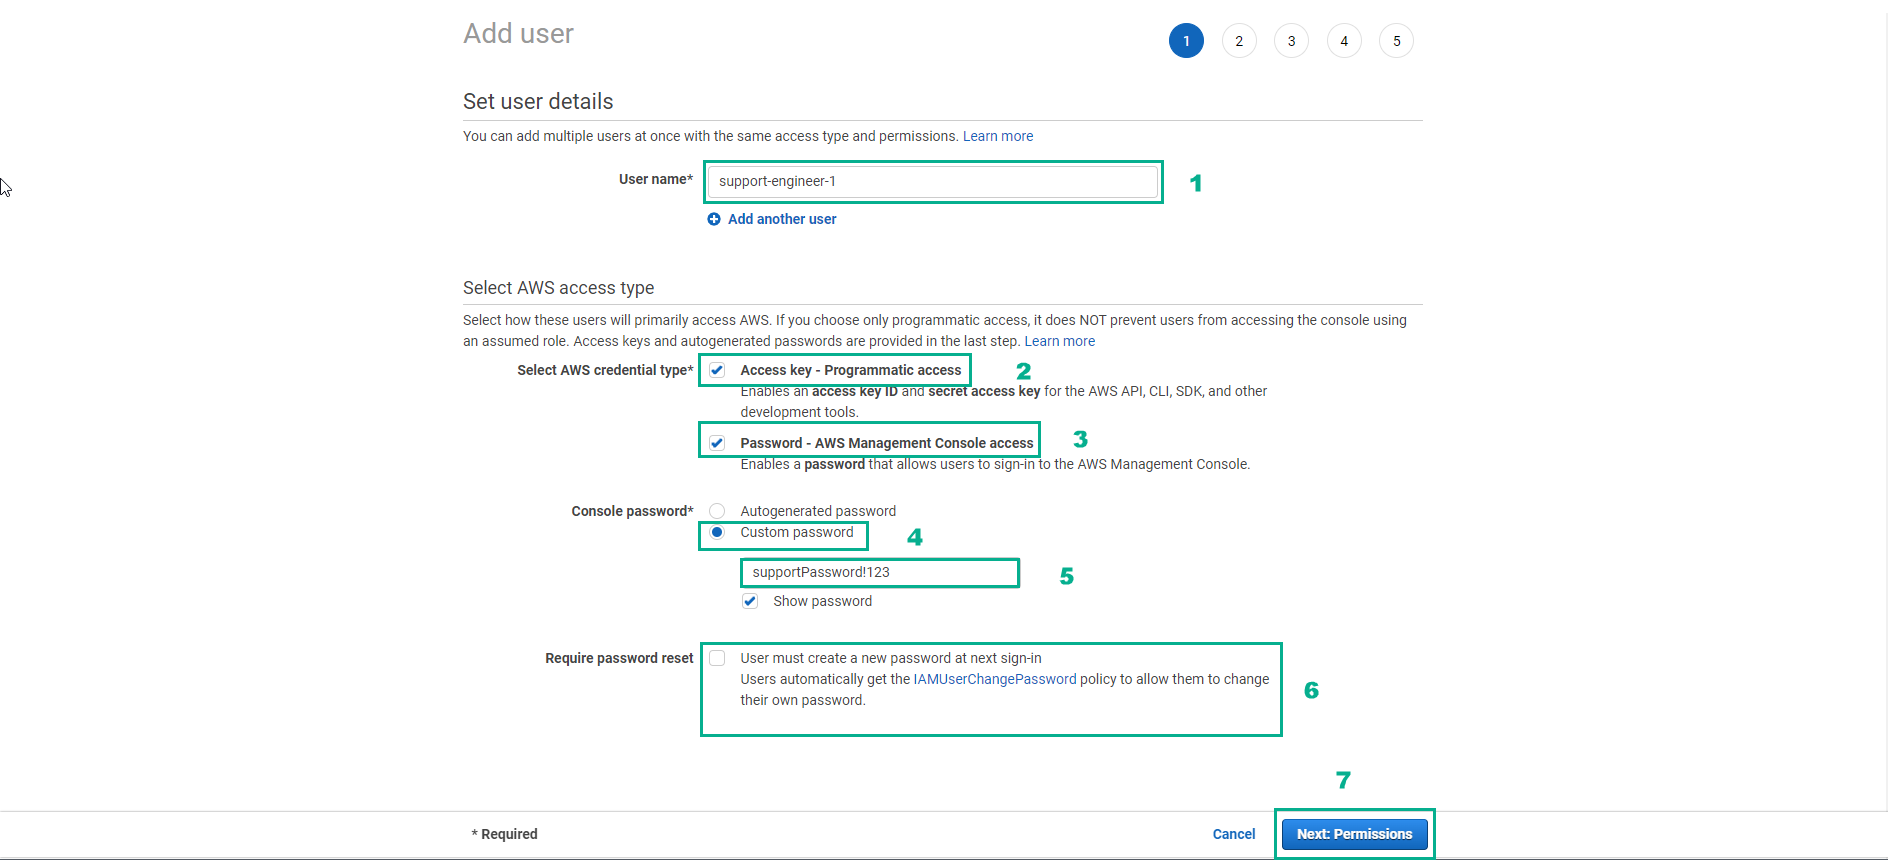 Add user
1 2 3 4 5
Set user details
You can add multiple users at once with the same access type and permissions. Learn more
User name* support-engineer-1 1
Add another user
Select AWS access type
Select how these users will primarily access AWS. If you choose only programmatic access, it does NOT prevent users from accessing the console using
an assumed role. Access keys and autogenerated passwords are provided in the last step. Learn more
Select AWS credential type* Access key - Programmatic access 2
Enables an access key ID and secret access key for the AWS API, CLI, SDK, and other
development tools.
Password - AWS Management Console access 3
Enables a password that allows users to sign-in to the AWS Management Console.
Console password* Autogenerated password
Custom password 4
supportPassword!123 5
Show password
Require password reset User must create a new password at next sign-in
Users automatically get the IAMUserChangePassword policy to allow them to change
their own password.
6
7
* Required Cancel Next: Permissions